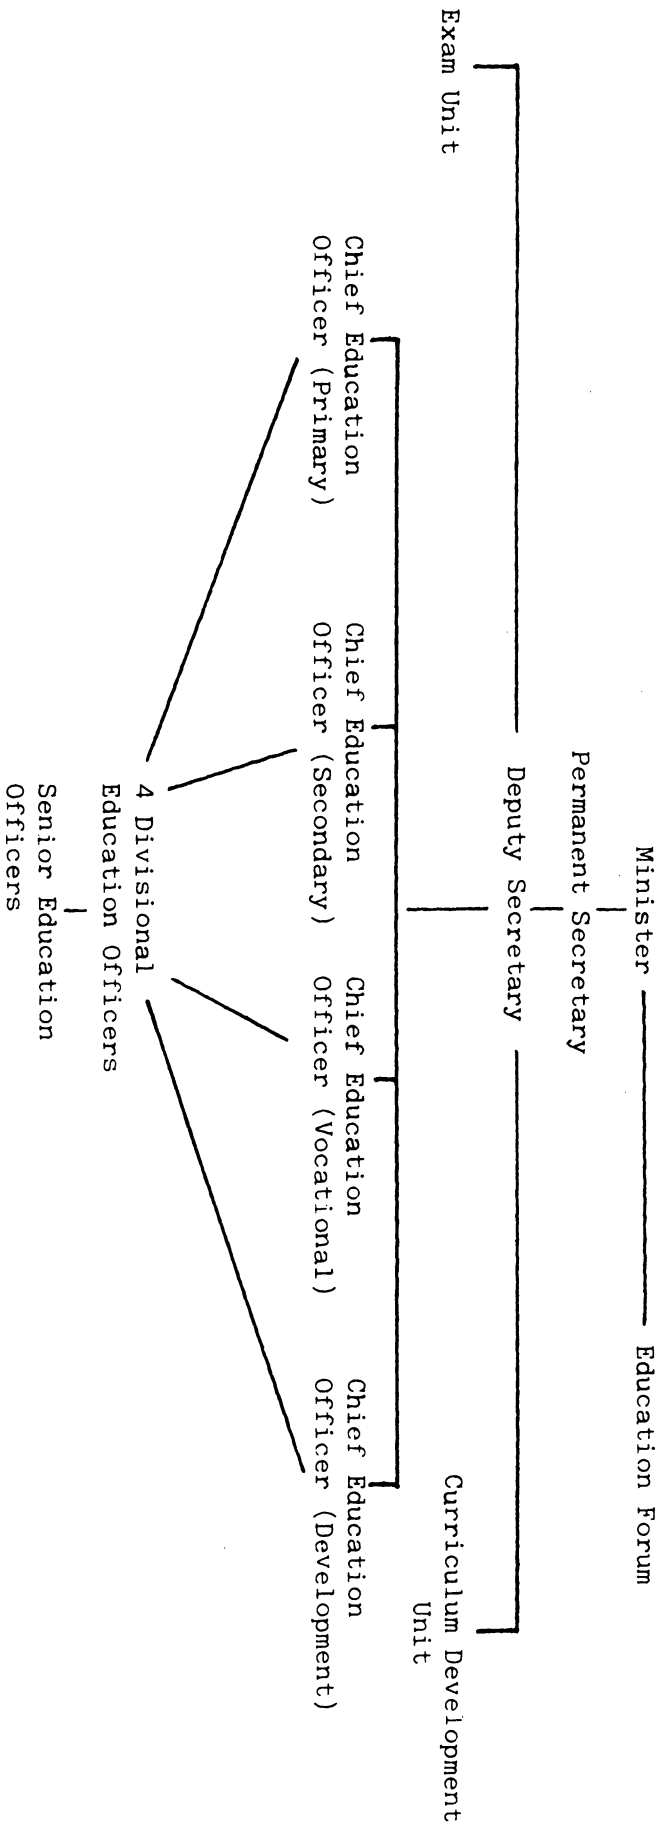 Minister
Education Forum
Permanent Secretary
Deputy Secretary
Exam Unit
Curriculum Development
Unit
Chief Education
Officer (Primary)
Chief Education
Officer (Secondary)
Chief Education
Officer (Vocational)
Chief Education
Officer (Development)
4 Divisional
Education Officers
Senior Education
Officers